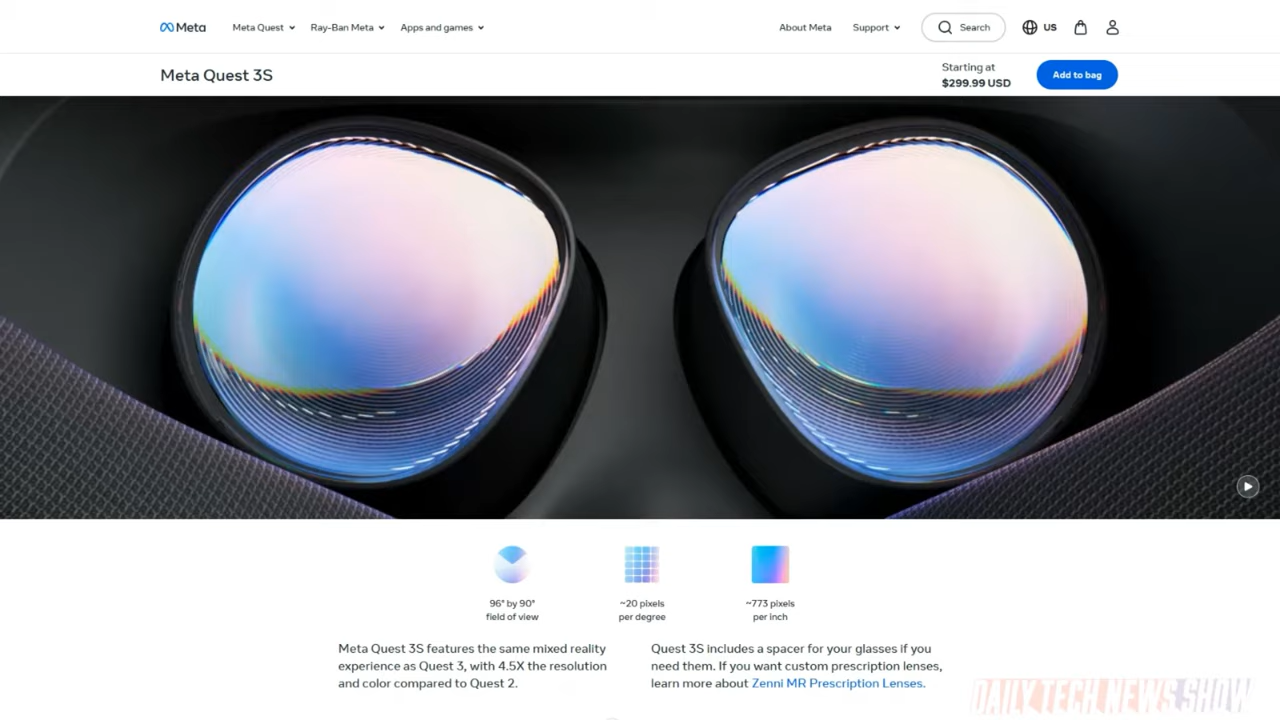 Meta
Meta Quest
Ray-Ban Meta
Apps and games
About Meta
Support
Search
US
Meta Quest 3S
Starting at
$299.99 USD
Add to bag
96° by 90°
field of view
~20 pixels
per degree
~773 pixels
per inch
Meta Quest 3S features the same mixed reality
experience as Quest 3, with 4.5X the resolution
and color compared to Quest 2.
Quest 3S includes a spacer for your glasses if you
need them. If you want custom prescription lenses,
learn more about Zenni MR Prescription Lenses.
DAILY TECH NEWS SHOW